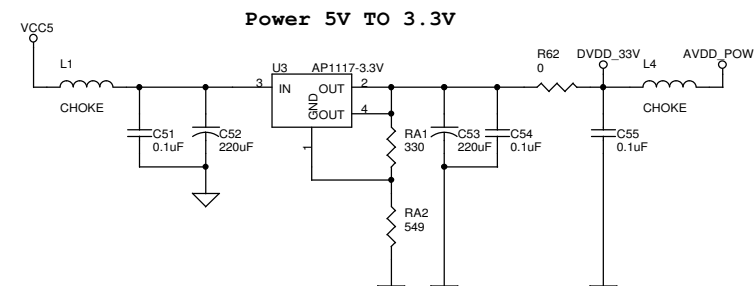 Power 5V TO 3.3V
VCC5
L1
CHOKE
C51
0.1uF
C52
220uF
U3
AP1117-3.3V
3
IN
OUT
2
GND
OUT
4
1
RA1
330
RA2
549
C53
220uF
C54
0.1uF
R62
0
DVDD_33V
C55
0.1uF
L4
CHOKE
AVDD_POW